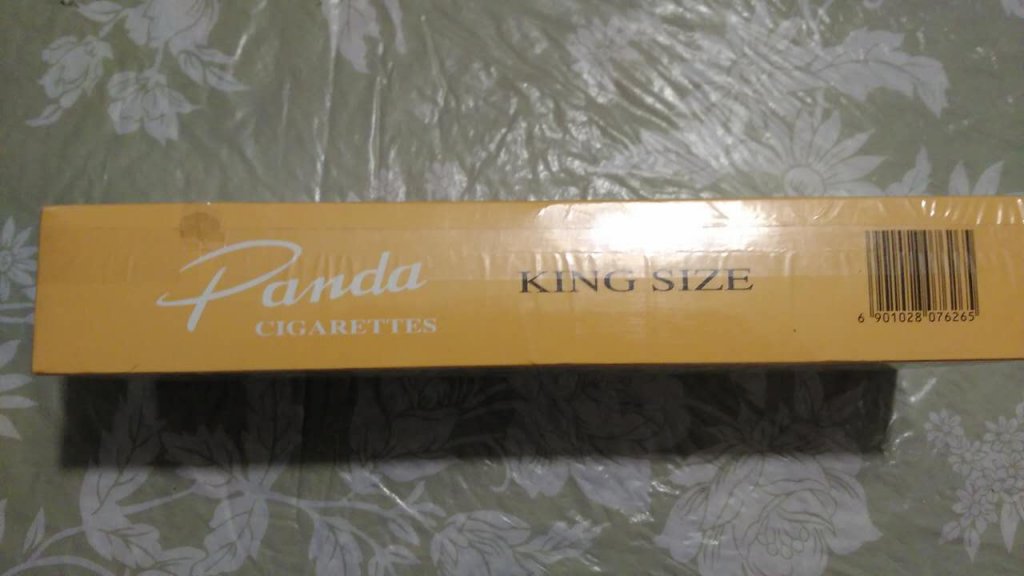 Panda
CIGARETTES
KING SIZE
6 901028 076265